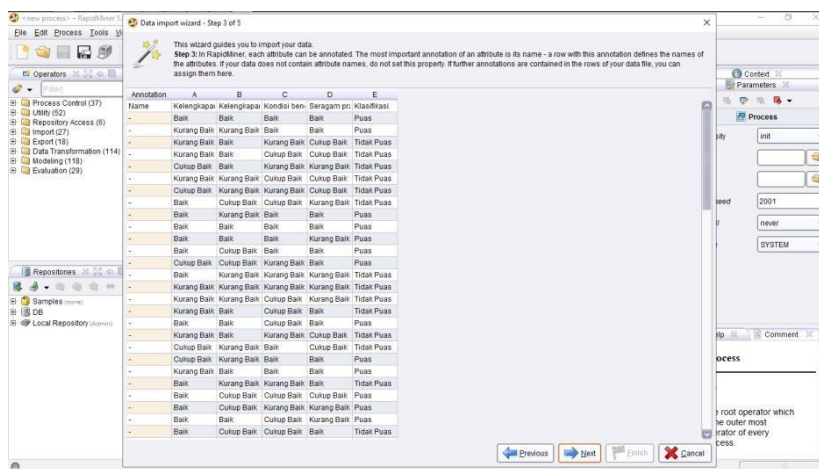 <new process> – RapidMiner 5.
File Edit Process Tools Vi
Operators
[Filter]
Process Control (37)
Utility (52)
Repository Access (6)
Import (27)
Export (18)
Data Transformation (114)
Modeling (118)
Evaluation (29)
Repositories
Samples (none)
DB
Local Repository (Admin)
Data import wizard - Step 3 of 5
This wizard guides you to import your data.
Step 3: In RapidMiner, each attribute can be annotated. The most important annotation of an attribute is its name - a row with this annotation defines the names of
the attributes. If your data does not contain attribute names, do not set this property. If further annotations are contained in the rows of your data file, you can
assign them here.
Annotation A B C D E
Name Kelengkapa Kelengkapa Kondisi ben Seragam pr Klasifikasi
- Baik Baik Baik Baik Puas
- Kurang Baik Kurang Baik Baik Baik Puas
- Kurang Baik Baik Kurang Baik Cukup Baik Tidak Puas
- Kurang Baik Baik Cukup Baik Cukup Baik Tidak Puas
- Cukup Baik Baik Kurang Baik Kurang Baik Tidak Puas
- Kurang Baik Kurang Baik Cukup Baik Cukup Baik Tidak Puas
- Cukup Baik Kurang Baik Kurang Baik Cukup Baik Tidak Puas
- Baik Cukup Baik Cukup Baik Kurang Baik Tidak Puas
- Baik Kurang Baik Baik Baik Puas
- Baik Baik Baik Baik Puas
- Baik Baik Baik Kurang Baik Puas
- Baik Cukup Baik Baik Baik Puas
- Cukup Baik Cukup Baik Kurang Baik Baik Puas
- Baik Kurang Baik Kurang Baik Kurang Baik Tidak Puas
- Kurang Baik Kurang Baik Kurang Baik Kurang Baik Tidak Puas
- Kurang Baik Kurang Baik Cukup Baik Kurang Baik Tidak Puas
- Kurang Baik Baik Cukup Baik Baik Tidak Puas
- Baik Baik Cukup Baik Baik Puas
- Kurang Baik Baik Kurang Baik Cukup Baik Tidak Puas
- Cukup Baik Kurang Baik Baik Cukup Baik Tidak Puas
- Cukup Baik Kurang Baik Baik Baik Puas
- Kurang Baik Baik Baik Baik Puas
- Baik Kurang Baik Kurang Baik Baik Tidak Puas
- Baik Cukup Baik Cukup Baik Cukup Baik Puas
- Baik Cukup Baik Kurang Baik Kurang Baik Puas
- Baik Baik Cukup Baik Kurang Baik Puas
- Baik Cukup Baik Cukup Baik Baik Tidak Puas
Previous
Next
Finish
Cancel
Context
Parameters
Process
sity init
seed 2001
never
SYSTEM
elp Comment
ocess
e root operator which
he outer most
erator of every
cess.